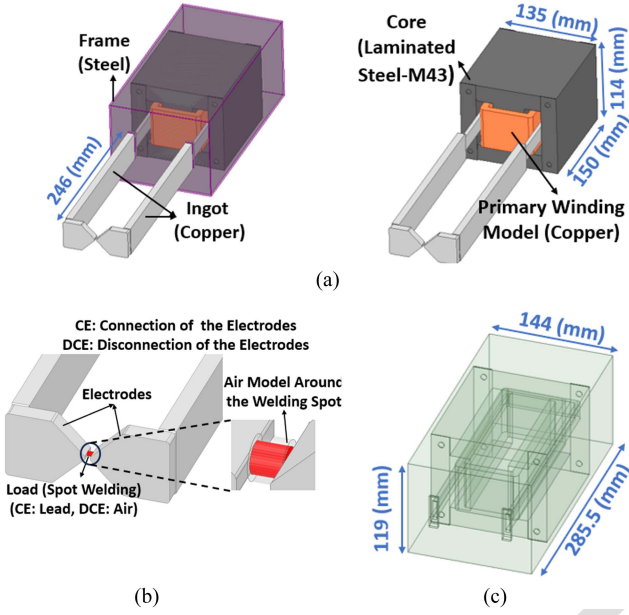 Frame
(Steel)
246 (mm)
Ingot
(Copper)
Core
(Laminated
Steel-M43)
135 (mm)
114 (mm)
150 (mm)
Primary Winding
Model (Copper)
(a)
CE: Connection of the Electrodes
DCE: Disconnection of the Electrodes
Electrodes
Air Model Around
the Welding Spot
Load (Spot Welding)
(CE: Lead, DCE: Air)
(b)
144 (mm)
119 (mm)
285.5 (mm)
(c)